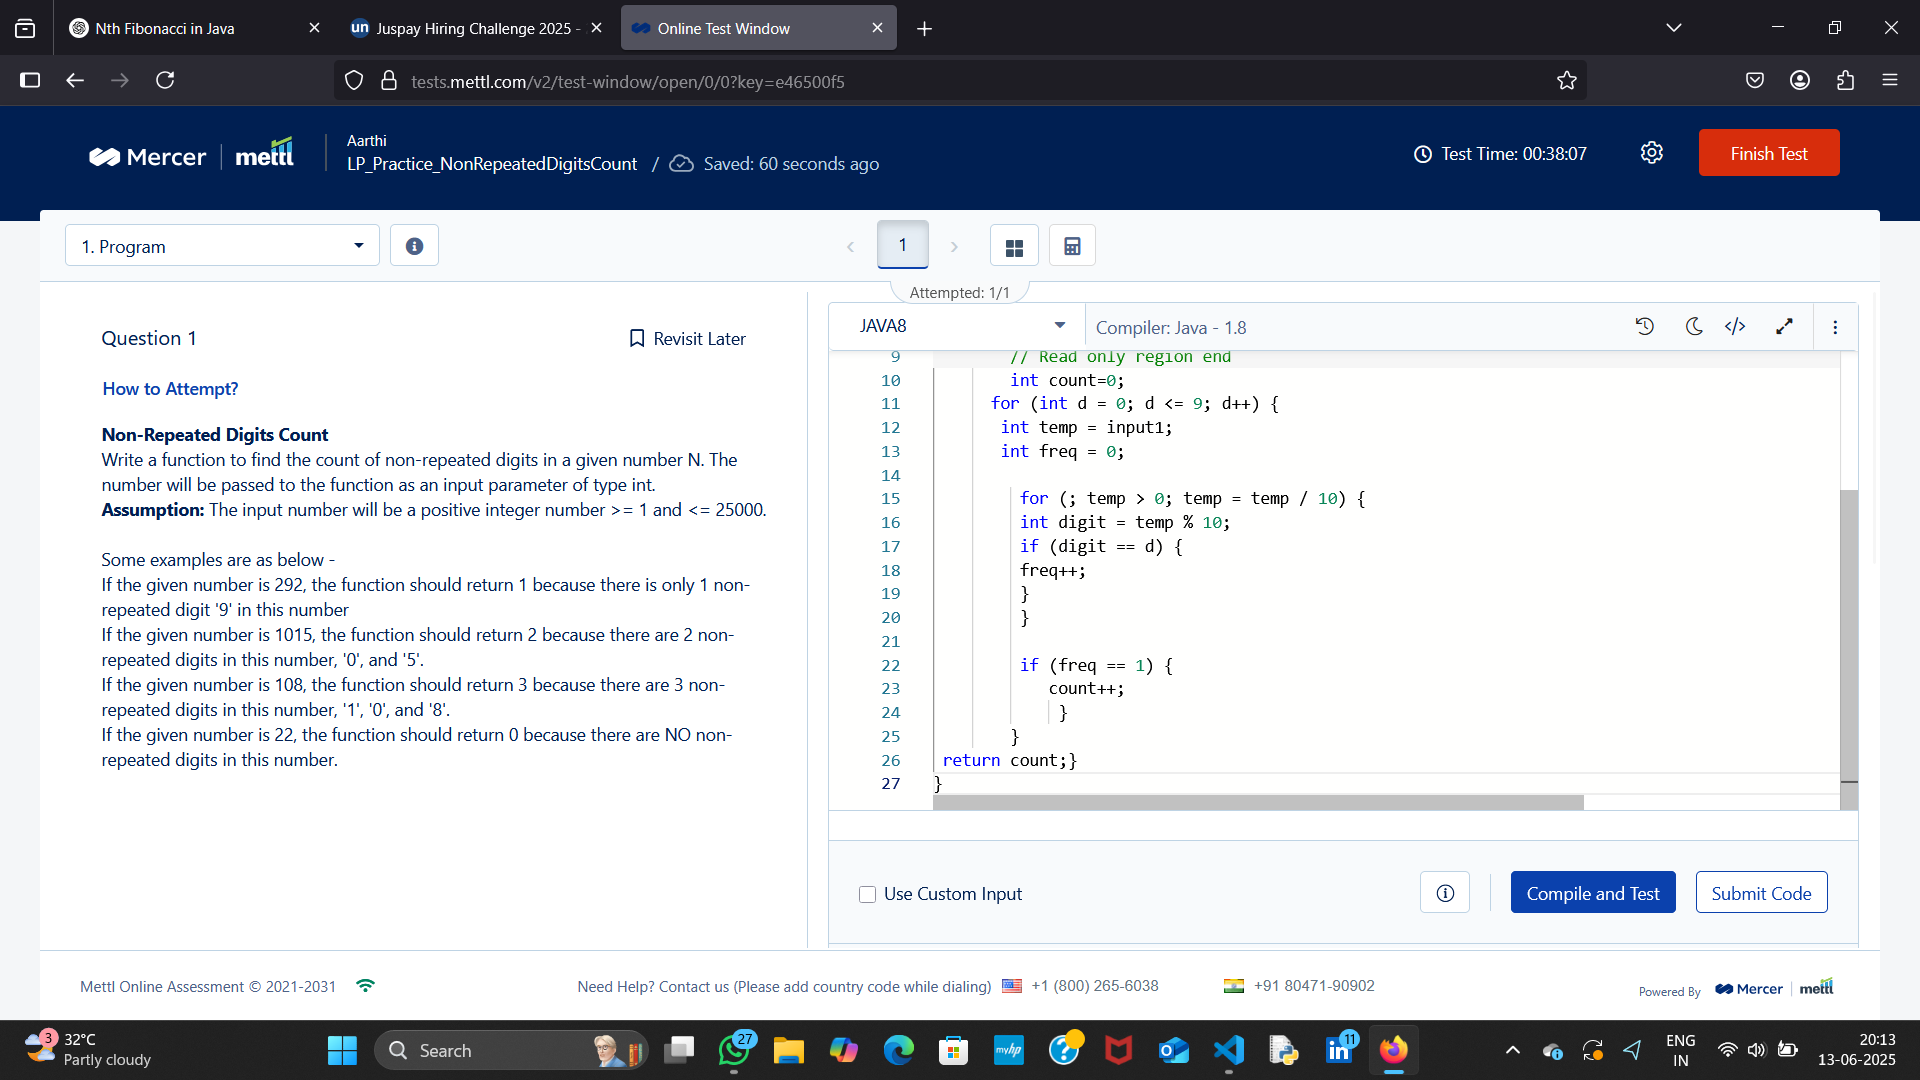 Nth Fibonacci in Java
un Juspay Hiring Challenge 2025 -
Online Test Window
tests.mettl.com/v2/test-window/open/0/0?key=e46500f5
Mercer mettl
Aarthi
LP_Practice_NonRepeatedDigitsCount / Saved: 60 seconds ago
Test Time: 00:38:07
Finish Test
1. Program
1
Attempted: 1/1
Question 1
Revisit Later
How to Attempt?
Non-Repeated Digits Count
Write a function to find the count of non-repeated digits in a given number N. The
number will be passed to the function as an input parameter of type int.
Assumption: The input number will be a positive integer number >= 1 and <= 25000.
Some examples are as below -
If the given number is 292, the function should return 1 because there is only 1 non-
repeated digit '9' in this number
If the given number is 1015, the function should return 2 because there are 2 non-
repeated digits in this number, '0', and '5'.
If the given number is 108, the function should return 3 because there are 3 non-
repeated digits in this number, '1', '0', and '8'.
If the given number is 22, the function should return 0 because there are NO non-
repeated digits in this number.
JAVA8
Compiler: Java - 1.8
9 // Read only region end
10 int count=0;
11 for (int d = 0; d <= 9; d++) {
12 int temp = input1;
13 int freq = 0;
14
15 for (; temp > 0; temp = temp / 10) {
16 int digit = temp % 10;
17 if (digit == d) {
18 freq++;
19 }
20 }
21
22 if (freq == 1) {
23 count++;
24 }
25 }
26 return count;}
27 }
Use Custom Input
Compile and Test
Submit Code
Mettl Online Assessment © 2021-2031
Need Help? Contact us (Please add country code while dialing) +1 (800) 265-6038 +91 80471-90902
Powered By Mercer mettl
3
32°C
Partly cloudy
Search
27
myhp
11
ENG
IN
20:13
13-06-2025